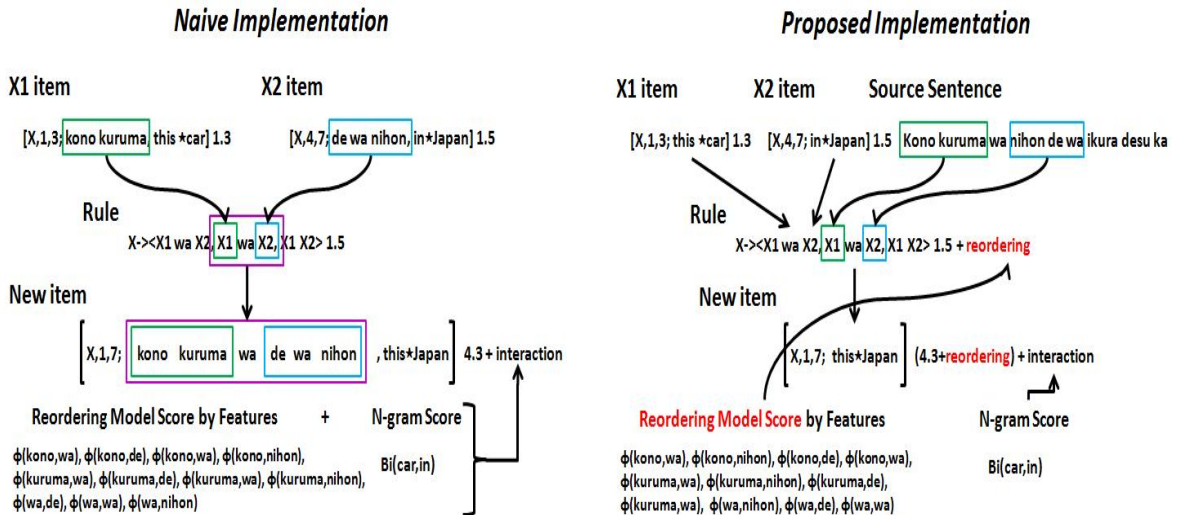 Naive Implementation
X1 item X2 item
[X,1,3; kono kuruma, this ★car] 1.3 [X,4,7; de wa nihon, in★Japan] 1.5
Rule
X-><X1 wa X2, X1 wa X2, X1 X2> 1.5
New item
[X,1,7; kono kuruma wa de wa nihon , this★Japan] 4.3 + interaction
Reordering Model Score by Features + N-gram Score
ϕ(kono,wa), ϕ(kono,de), ϕ(kono,wa), ϕ(kono,nihon),
ϕ(kuruma,wa), ϕ(kuruma,de), ϕ(kuruma,wa), ϕ(kuruma,nihon),
ϕ(wa,de), ϕ(wa,wa), ϕ(wa,nihon)
Bi(car,in)
Proposed Implementation
X1 item X2 item Source Sentence
[X,1,3; this ★car] 1.3 [X,4,7; in★Japan] 1.5 Kono kuruma wa nihon de wa ikura desu ka
Rule
X-><X1 wa X2, X1 wa X2, X1 X2> 1.5 + reordering
New item
[X,1,7; this★Japan] (4.3+reordering) + interaction
Reordering Model Score by Features N-gram Score
ϕ(kono,wa), ϕ(kono,nihon), ϕ(kono,de), ϕ(kono,wa),
ϕ(kuruma,wa), ϕ(kuruma,nihon), ϕ(kuruma,de),
ϕ(kuruma,wa), ϕ(wa,nihon), ϕ(wa,de), ϕ(wa,wa)
Bi(car,in)